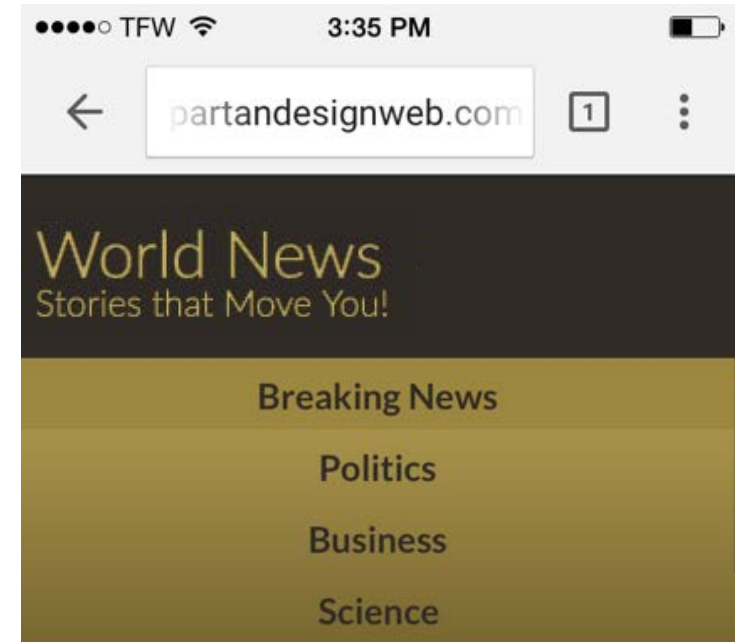 TFW 3:35 PM
partandesignweb.com 1
World News
Stories that Move You!
Breaking News
Politics
Business
Science